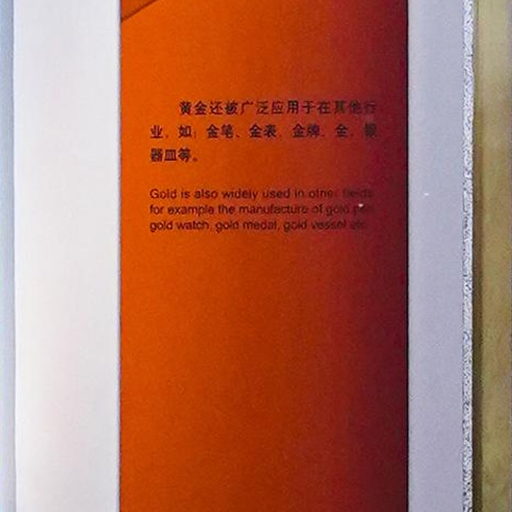 黄金还被广泛应用于在其他行
业，如：金笔、金表、金牌、金、银
器皿等。
Gold is also widely used in other fields
for example the manufacture of gold pen
gold watch, gold medal, gold vessel etc.